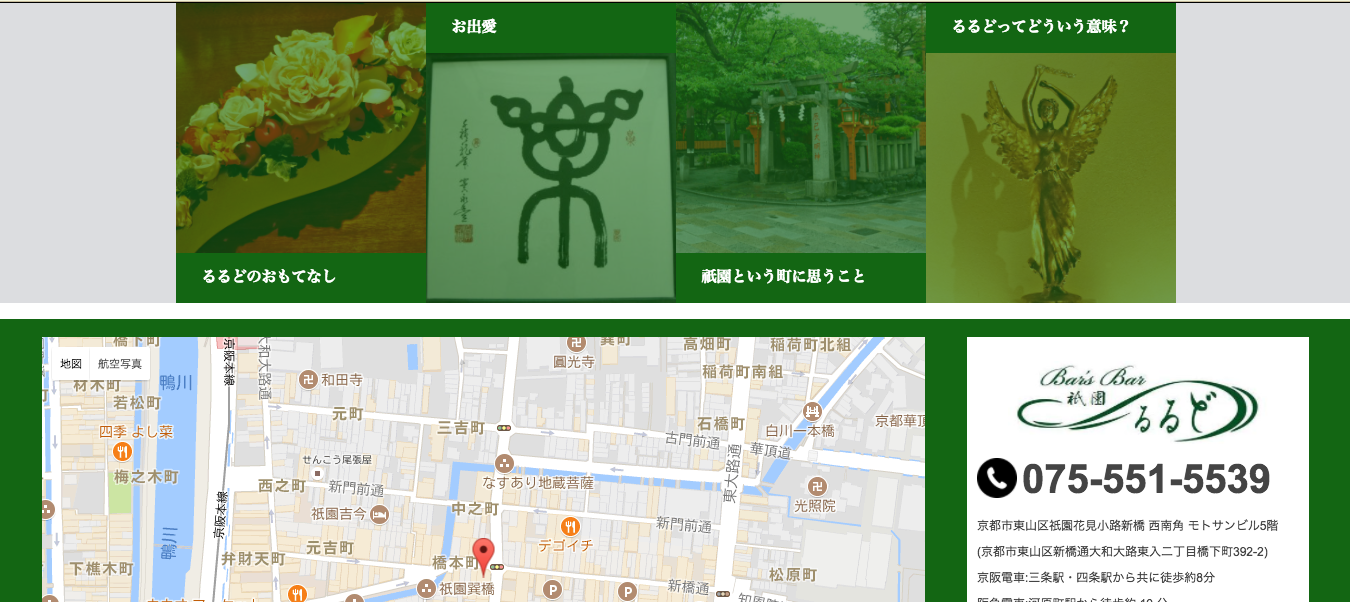 お出愛
るるどってどういう意味？
るるどのおもてなし
祇園という町に思うこと
地図
航空写真
鴨川
京阪本線
大和大路通
卍 和田寺
圓光寺
高畑町
稲荷町北組
稲荷町南組
材木町
若松町
四季 よし菜
梅之木町
元町
三吉町
石橋町
白川一本橋
古門前通
華頂道
せんこう尾張屋
西之町
新門前通
なすあり地蔵菩薩
東大路通
光照院
祇園吉今
中之町
京阪本線
鴨川
元吉町
弁財天町
デゴイチ
新門前通
下樵木町
橋本町
祇園巽橋
新橋通
松原町
Bar's Bar
祇園
るるど
075-551-5539
京都市東山区祇園花見小路新橋 西南角 モトサンビル5階
(京都市東山区新橋通大和大路東入二丁目橋下町392-2)
京阪電車:三条駅・四条駅から共に徒歩約8分